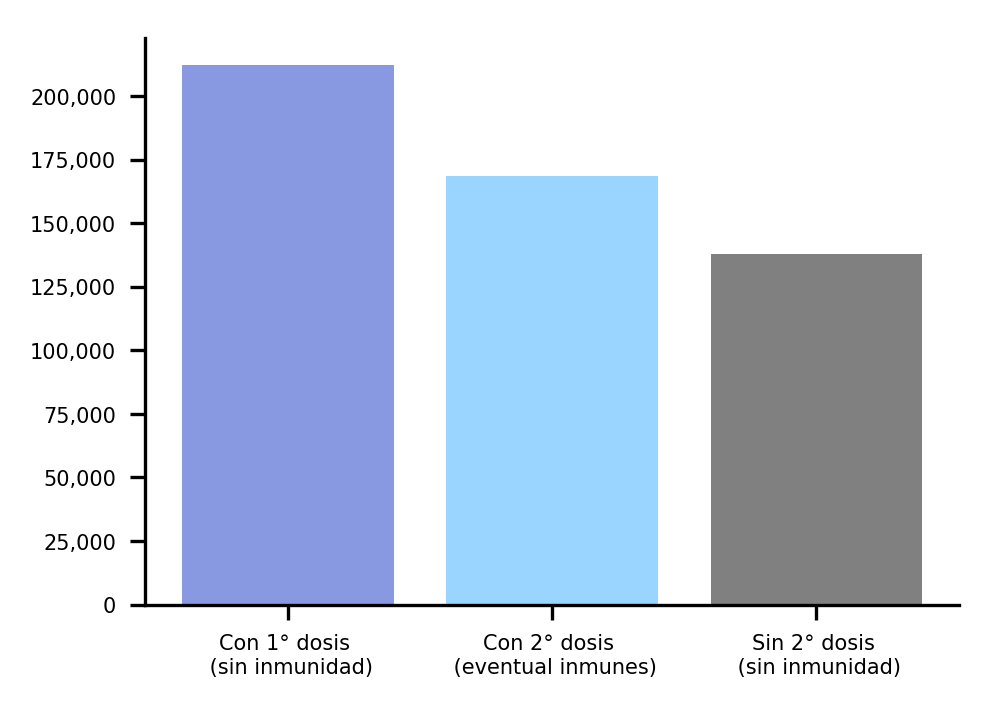 200,000
175,000
150,000
125,000
100,000
75,000
50,000
25,000
0
Con 1° dosis
(sin inmunidad)
Con 2° dosis
(eventual inmunes)
Sin 2° dosis
(sin inmunidad)